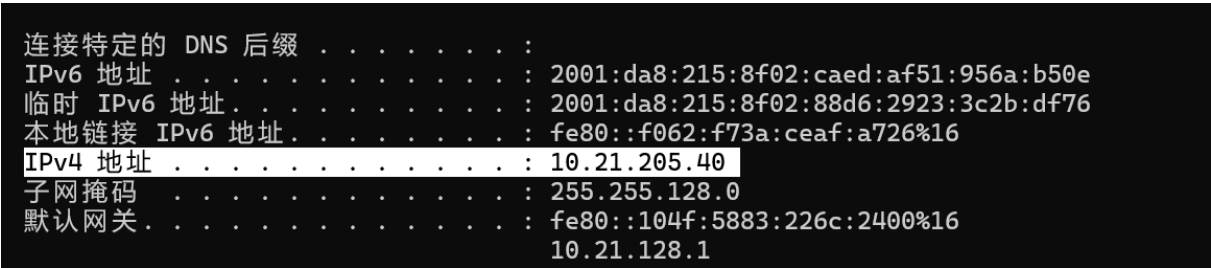 连接特定的 DNS 后缀 . . . . . . . :
IPv6 地址 . . . . . . . . . . . . : 2001:da8:215:8f02:caed:af51:956a:b50e
临时 IPv6 地址. . . . . . . . . . : 2001:da8:215:8f02:88d6:2923:3c2b:df76
本地链接 IPv6 地址. . . . . . . . : fe80::f062:f73a:ceaf:a726%16
IPv4 地址 . . . . . . . . . . . . : 10.21.205.40
子网掩码  . . . . . . . . . . . . : 255.255.128.0
默认网关. . . . . . . . . . . . . : fe80::104f:5883:226c:2400%16
10.21.128.1